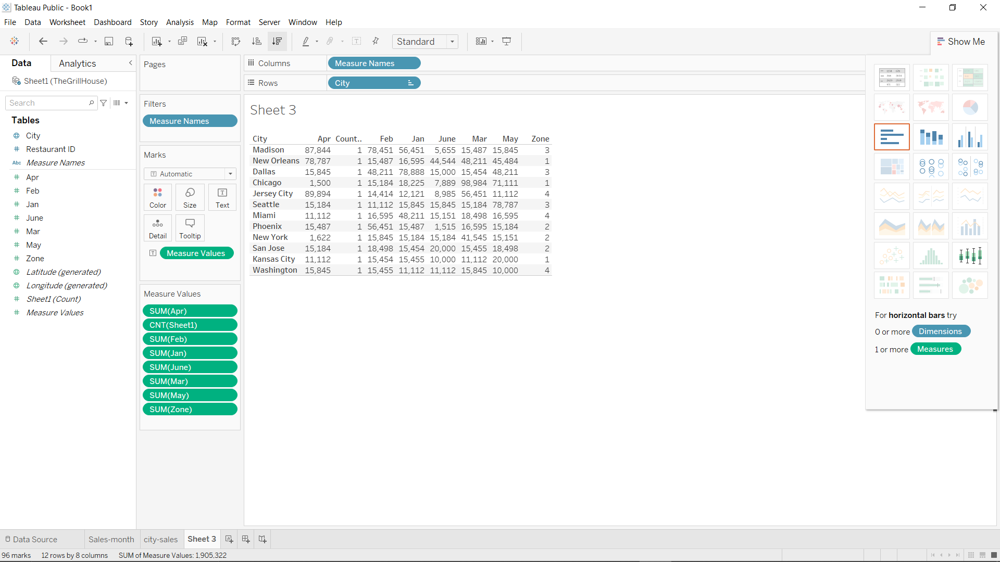 Tableau Public - Book1
File Data Worksheet Dashboard Story Analysis Map Format Server Window Help
Standard
Show Me
Data Analytics
Sheet1 (TheGrillHouse)
Search
Tables
City
Restaurant ID
Abc Measure Names
Apr
Feb
Jan
June
Mar
May
Zone
Latitude (generated)
Longitude (generated)
Sheet1 (Count)
Measure Values
Pages
Filters
Measure Names
Marks
Automatic
Color Size Text
Detail Tooltip
Measure Values
Measure Values
SUM(Apr)
CNT(Sheet1)
SUM(Feb)
SUM(Jan)
SUM(June)
SUM(Mar)
SUM(May)
SUM(Zone)
Columns Measure Names
Rows City
Sheet 3
City Apr Count.. Feb Jan June Mar May Zone
Madison 87,844 1 78,451 56,451 5,655 15,487 15,845 3
New Orleans 78,787 1 15,487 16,595 44,544 48,211 45,484 1
Dallas 15,845 1 48,211 78,888 15,000 15,454 48,211 3
Chicago 1,500 1 15,184 18,225 7,889 98,984 71,111 1
Jersey City 89,894 1 14,414 12,121 8,985 56,451 11,112 4
Seattle 15,184 1 11,112 15,845 15,845 15,184 78,787 3
Miami 11,112 1 16,595 48,211 15,151 18,498 16,595 4
Phoenix 15,487 1 56,451 15,487 1,515 16,595 15,184 2
New York 1,622 1 15,845 15,184 15,184 41,545 15,151 2
San Jose 15,184 1 18,498 15,454 20,000 15,455 18,498 2
Kansas City 11,112 1 15,454 15,455 10,000 11,112 20,000 1
Washington 15,845 1 15,455 11,112 11,112 15,845 10,000 4
For horizontal bars try
0 or more Dimensions
1 or more Measures
Data Source Sales-month city-sales Sheet 3
96 marks 12 rows by 8 columns SUM of Measure Values: 1,905,322